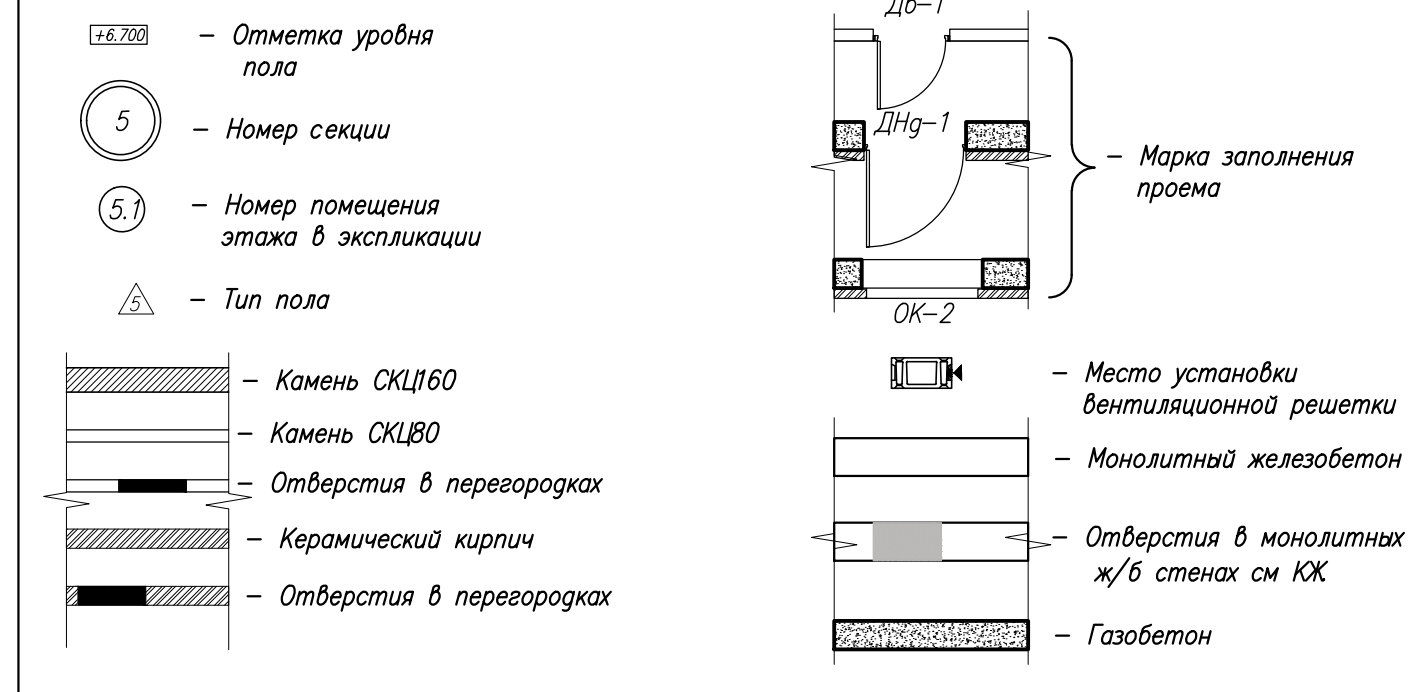 +6.700 – Отметка уровня
пола
5 – Номер секции
5.1 – Номер помещения
этажа в экспликации
5 – Тип пола
– Камень СКЦ160
– Камень СКЦ80
– Отверстия в перегородках
– Керамический кирпич
– Отверстия в перегородках
Дв-1
ДНд-1
– Марка заполнения
проема
ОК-2
– Место установки
вентиляционной решетки
– Монолитный железобетон
– Отверстия в монолитных
ж/б стенах см КЖ
– Газобетон